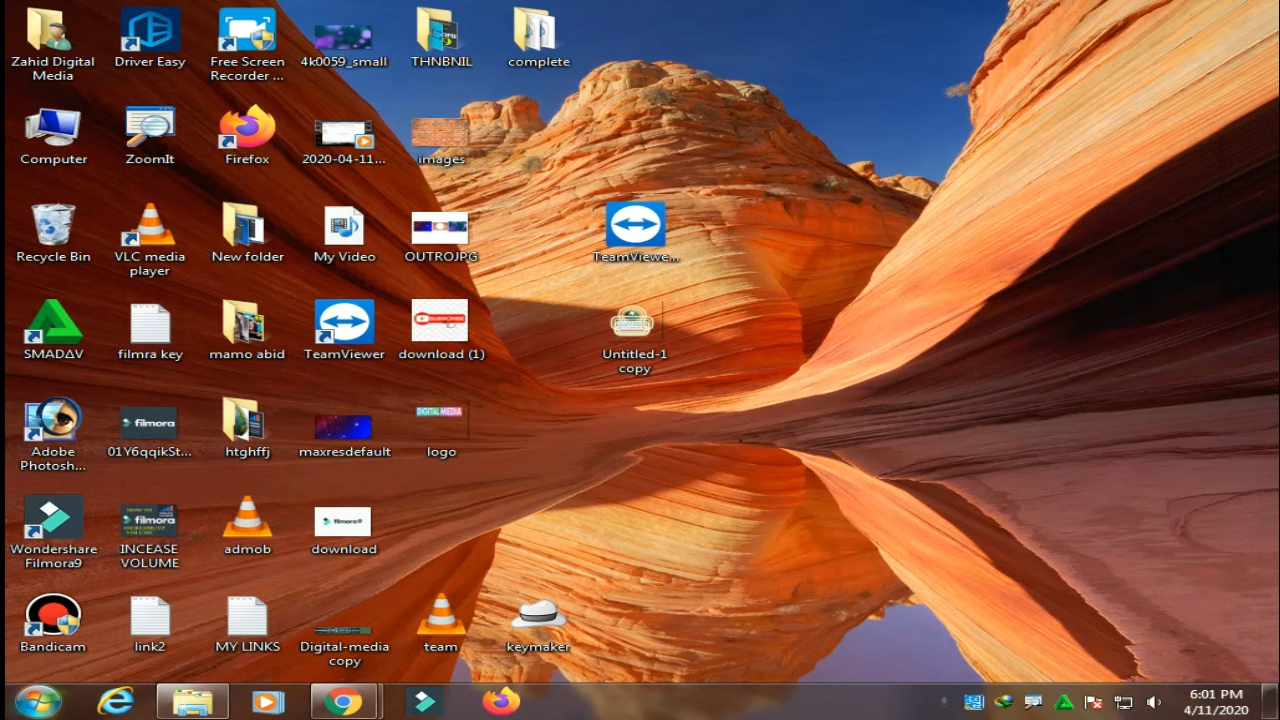 Zahid Digital
Media
Driver Easy
Free Screen
Recorder ...
4k0059_small
THNBNIL
complete
Computer
ZoomIt
Firefox
2020-04-11...
images
Recycle Bin
VLC media
player
New folder
My Video
OUTROJPG
TeamViewe...
SMADΔV
filmra key
mamo abid
TeamViewer
download (1)
Untitled-1
copy
filmora
DIGITAL MEDIA
Adobe
Photosh...
01Y6qqikSt...
htghffj
maxresdefault
logo
filmora
filmora9
Wondershare
Filmora9
INCEASE
VOLUME
admob
download
Bandicam
link2
MY LINKS
Digital-media
copy
team
keymaker
6:01 PM
4/11/2020